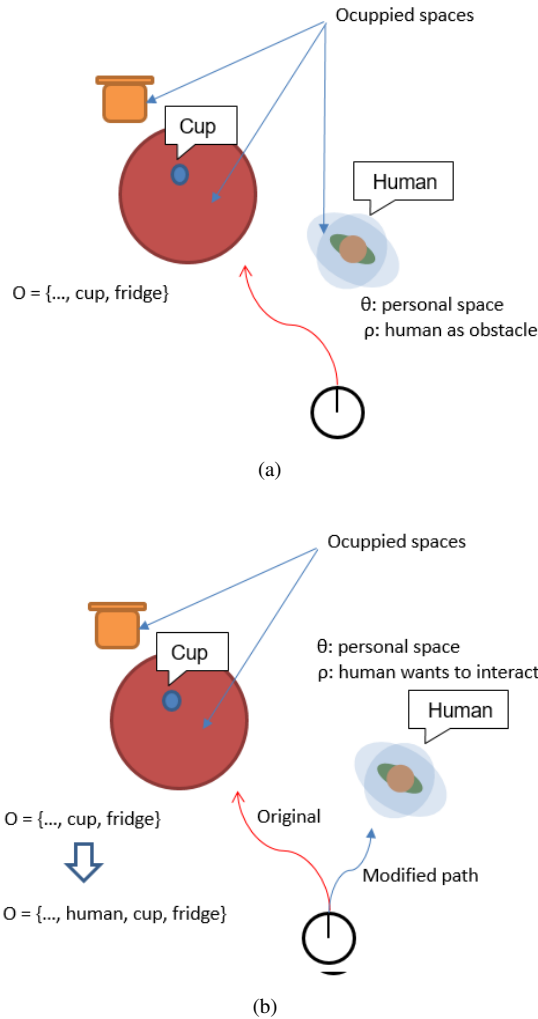 Ocuppied spaces
Cup
Human
O = {..., cup, fridge}
θ: personal space
ρ: human as obstacle
(a)
Ocuppied spaces
θ: personal space
ρ: human wants to interact
Cup
Human
Original
O = {..., cup, fridge}
Modified path
O = {..., human, cup, fridge}
(b)